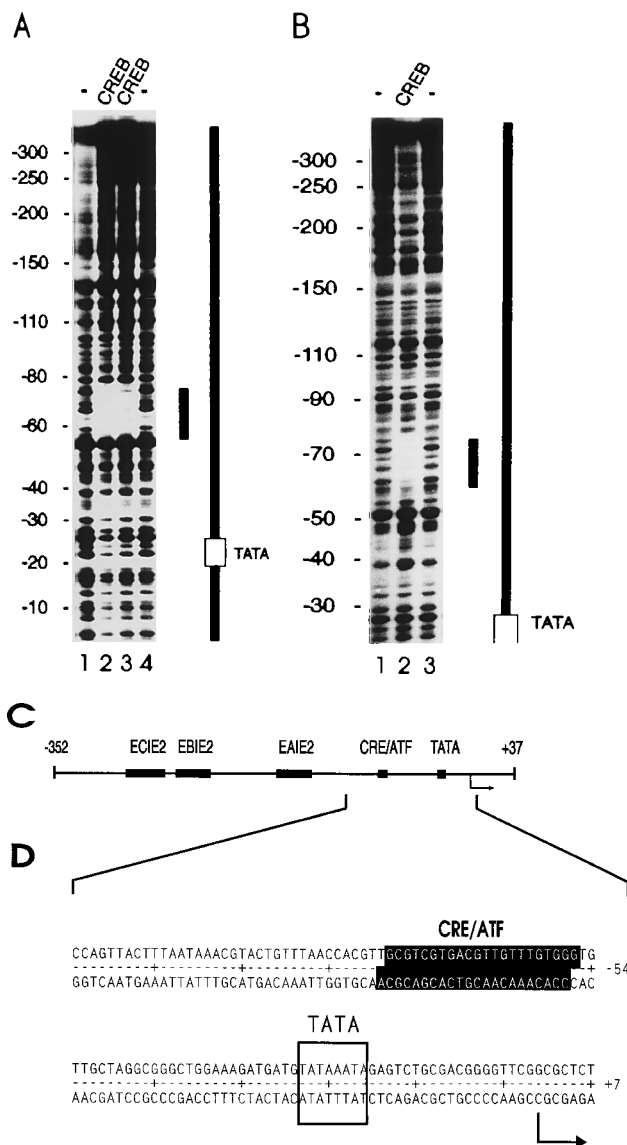 A
B
- CREB CREB -
- CREB -
-300 -
-250 -
-200 -
-150 -
-110 -
-80 -
-60 -
-40 -
-30 -
-20 -
-10 -
TATA
1 2 3 4
-300 -
-250 -
-200 -
-150 -
-110 -
-90 -
-70 -
-50 -
-40 -
-30 -
TATA
1 2 3
C
-352 ECIE2 EBIE2 EAIE2 CRE/ATF TATA +37
D
CRE/ATF
CCAGTTACTTTAATAAACGTACTGTTTAACCACGTTGCGTCGTGACGTTGTTTGTGGGTG
---------+---------+---------+---------+---------+---------+ -54
GGTCAATGAAATTATTTGCATGACAAATTGGTGCAACGCAGCACTGCAACAAACACCCAC
TATA
TTGCTAGGCGGGCTGGAAAGATGATGTATAAATAGAGTCTGCGACGGGGTTCGGCGCTCT
---------+---------+---------+---------+---------+---------+ +7
AACGATCCGCCCGACCTTTCTACTACATATTTATCTCAGACGCTGCCCCAAGCCGCGAGA